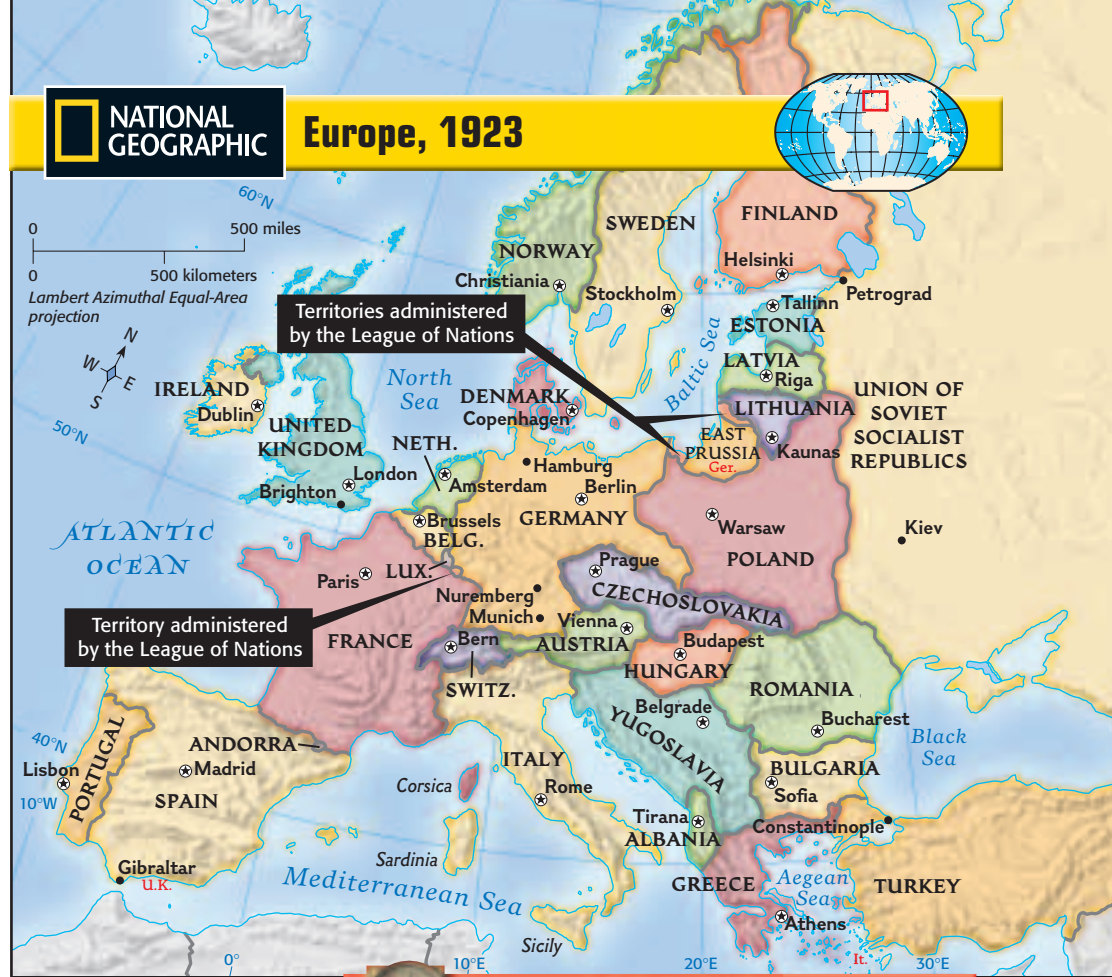 NATIONAL
GEOGRAPHIC
Europe, 1923
60°N
0
500 miles
0
500 kilometers
Lambert Azimuthal Equal-Area
projection
N
W
E
S
50°N
40°N
10°W
0°
10°E
20°E
30°E
NORWAY
Christiania
SWEDEN
Stockholm
FINLAND
Helsinki
Petrograd
Tallinn
ESTONIA
LATVIA
Riga
LITHUANIA
Kaunas
UNION OF
SOVIET
SOCIALIST
REPUBLICS
Kiev
Territories administered
by the League of Nations
Baltic Sea
EAST
PRUSSIA
Ger.
North
Sea
DENMARK
Copenhagen
IRELAND
Dublin
UNITED
KINGDOM
London
Brighton
NETH.
Amsterdam
Hamburg
Berlin
GERMANY
Nuremberg
Munich
Brussels
BELG.
LUX.
Warsaw
POLAND
Prague
CZECHOSLOVAKIA
ATLANTIC
OCEAN
Paris
FRANCE
Territory administered
by the League of Nations
Bern
SWITZ.
Vienna
AUSTRIA
Budapest
HUNGARY
ROMANIA
Bucharest
Belgrade
YUGOSLAVIA
BULGARIA
Sofia
Black
Sea
PORTUGAL
Lisbon
ANDORRA
Madrid
SPAIN
Gibraltar
U.K.
Corsica
Sardinia
ITALY
Rome
Sicily
Mediterranean Sea
Tirana
ALBANIA
GREECE
Athens
Aegean
Sea
It.
Constantinople
TURKEY